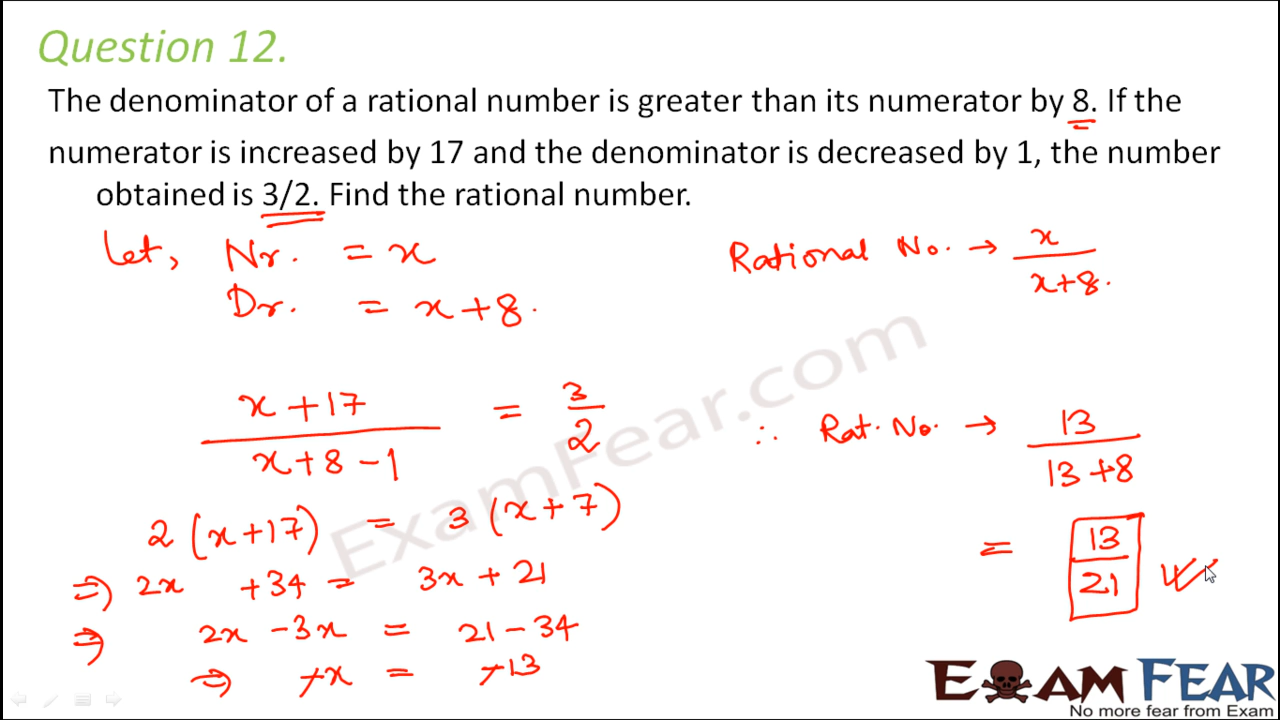 Question 12.
The denominator of a rational number is greater than its numerator by 8. If the
numerator is increased by 17 and the denominator is decreased by 1, the number
obtained is 3/2. Find the rational number.
Let, Nr. = x
Dr. = x + 8.
Rational No. → x
x+8.
x + 17
x + 8 - 1
= 3
2
2 (x+17) = 3 (x+7)
⇒ 2x + 34 = 3x + 21
⇒ 2x - 3x = 21 - 34
⇒ -x = -13
∴ Rat. No. → 13
13 + 8
= 13
21
ExamFear.com
EXAM FEAR
No more fear from Exam